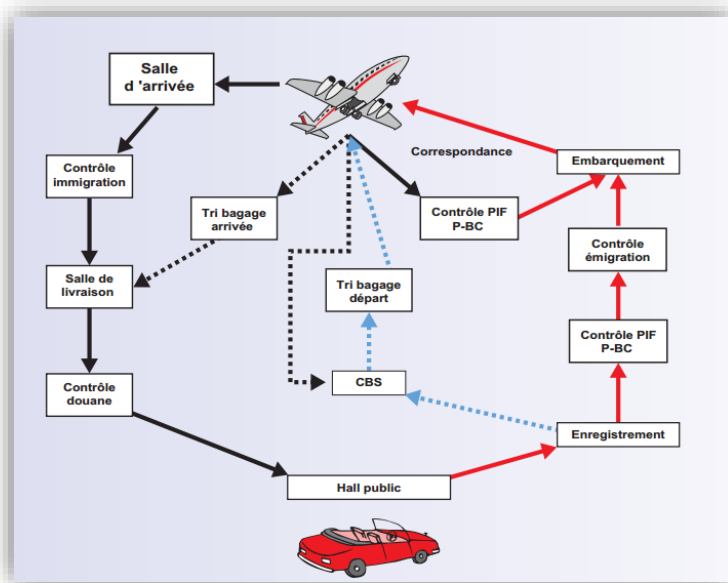 Salle
d 'arrivée
Correspondance
Embarquement
Contrôle
immigration
Tri bagage
arrivée
Contrôle PIF
P-BC
Contrôle
émigration
Salle de
livraison
Tri bagage
départ
Contrôle PIF
P-BC
Contrôle
douane
CBS
Enregistrement
Hall public